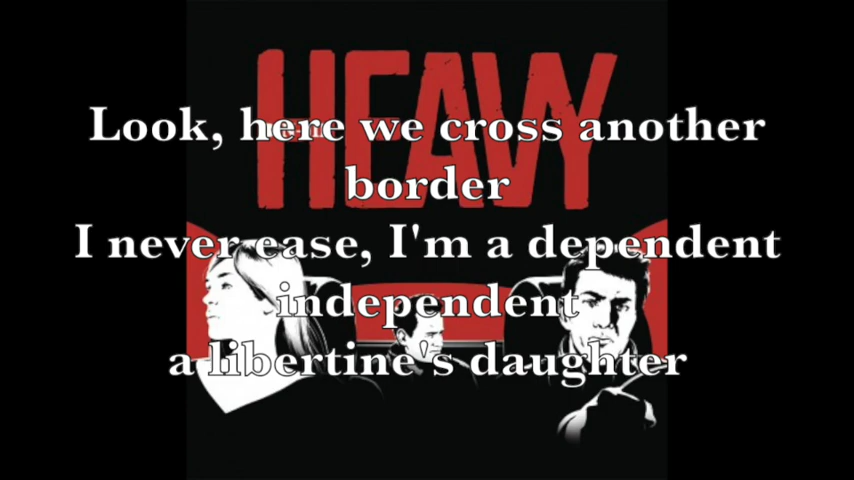 HEAVY
Look, here we cross another
border
I never ease, I'm a dependent
independent
a libertine's daughter